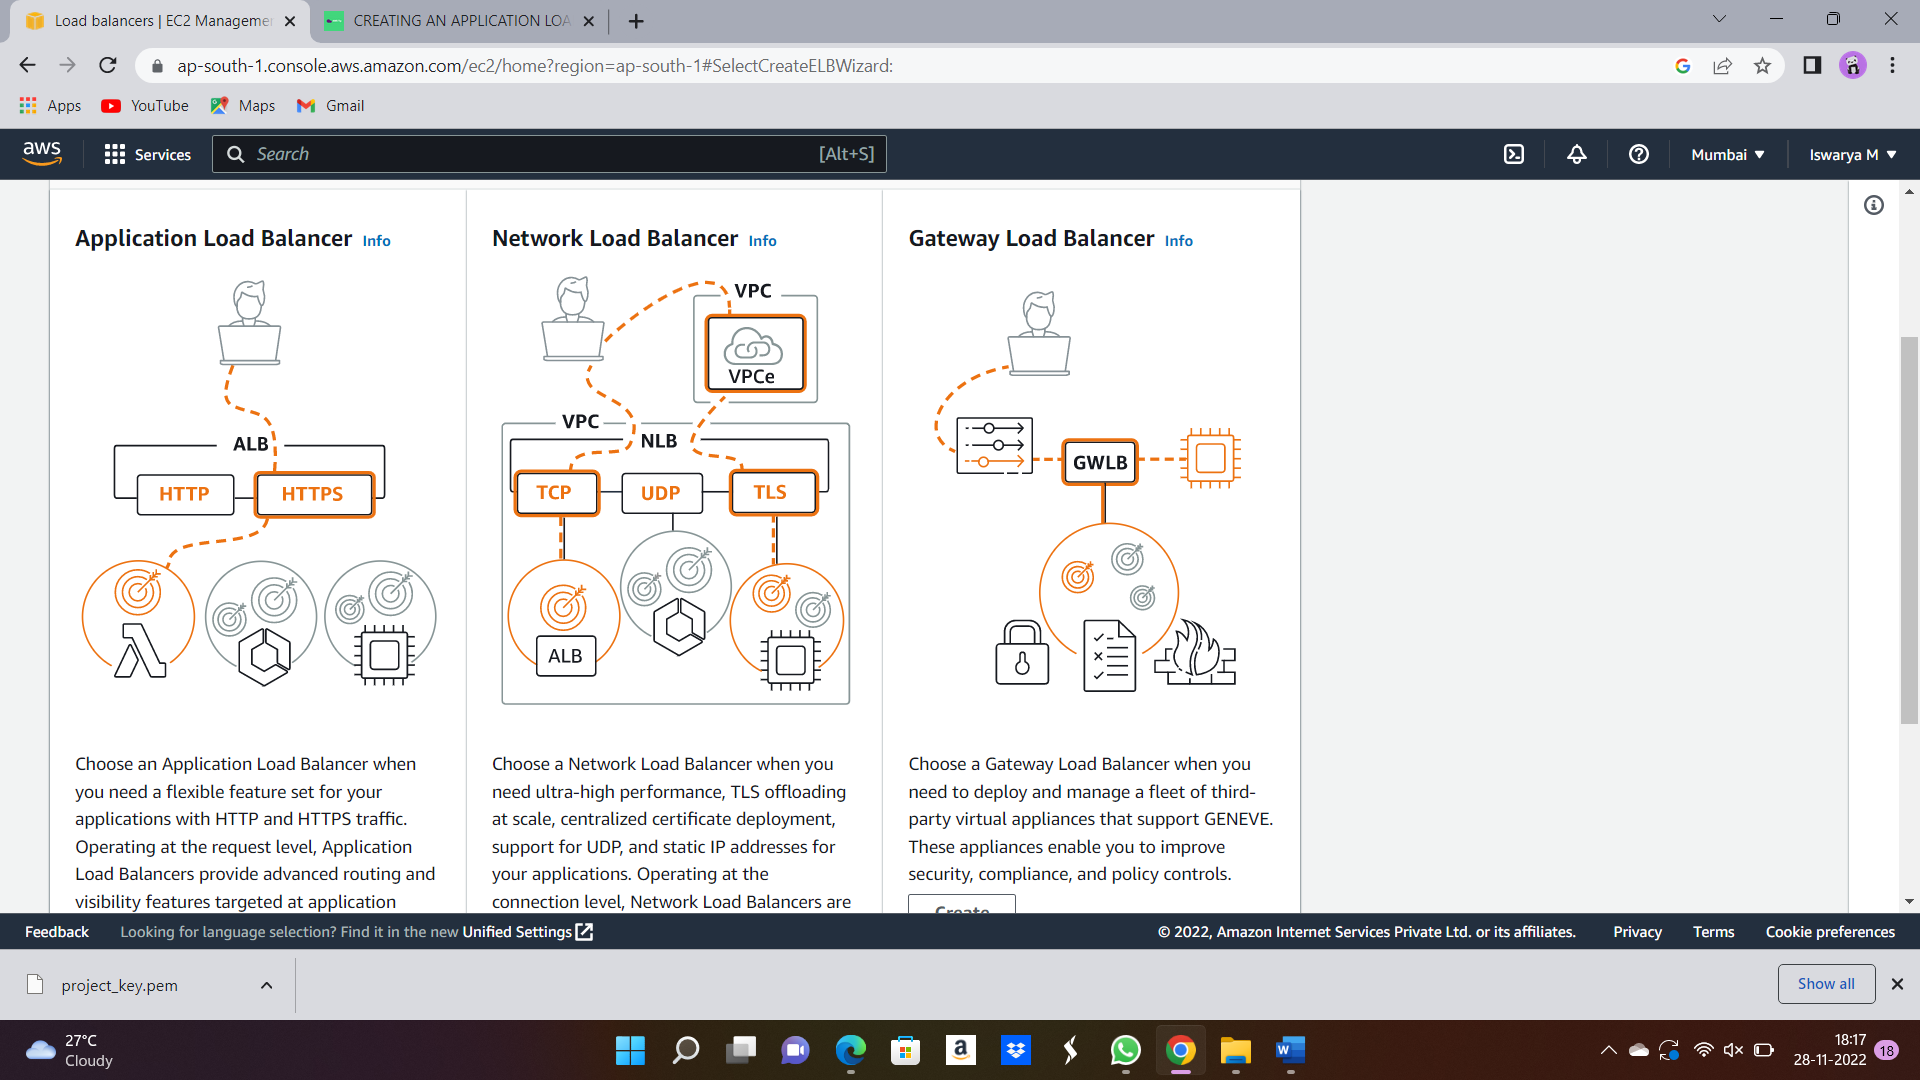 Load balancers | EC2 Manageme
CREATING AN APPLICATION LOA
ap-south-1.console.aws.amazon.com/ec2/home?region=ap-south-1#SelectCreateELBWizard:
Apps
YouTube
Maps
Gmail
aws
Services
Search
[Alt+S]
Mumbai
Iswarya M
Application Load Balancer Info
ALB
HTTP
HTTPS
Choose an Application Load Balancer when
you need a flexible feature set for your
applications with HTTP and HTTPS traffic.
Operating at the request level, Application
Load Balancers provide advanced routing and
visibility features targeted at application
Network Load Balancer Info
VPC
VPCe
VPC
NLB
TCP
UDP
TLS
ALB
Choose a Network Load Balancer when you
need ultra-high performance, TLS offloading
at scale, centralized certificate deployment,
support for UDP, and static IP addresses for
your applications. Operating at the
connection level, Network Load Balancers are
Gateway Load Balancer Info
GWLB
Choose a Gateway Load Balancer when you
need to deploy and manage a fleet of third-
party virtual appliances that support GENEVE.
These appliances enable you to improve
security, compliance, and policy controls.
Create
Feedback
Looking for language selection? Find it in the new Unified Settings
© 2022, Amazon Internet Services Private Ltd. or its affiliates.
Privacy
Terms
Cookie preferences
project_key.pem
Show all
27°C
Cloudy
18:17
28-11-2022
18